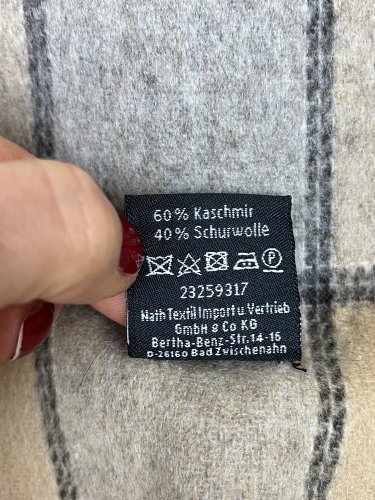 60% Kaschmir
40% Schurwolle
P
23259317
Nath Textil Import u. Vertrieb
GmbH & Co KG
Bertha-Benz-Str. 14-16
D-26160 Bad Zwischenahn